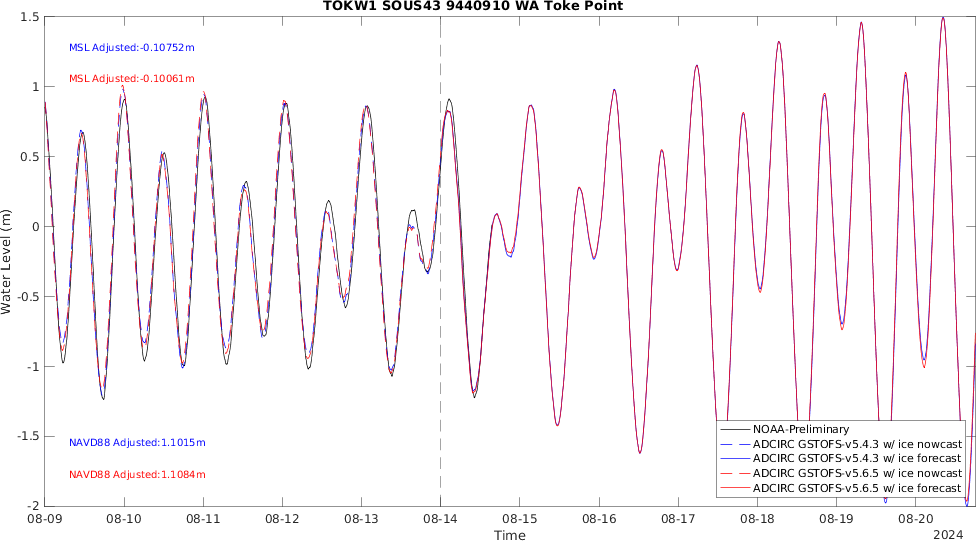 TOKW1 SOUS43 9440910 WA Toke Point
MSL Adjusted:-0.10752m
MSL Adjusted:-0.10061m
NAVD88 Adjusted:1.1015m
NAVD88 Adjusted:1.1084m
Water Level (m)
1.5
1
0.5
0
-0.5
-1
-1.5
-2
NOAA-Preliminary
ADCIRC GSTOFS-v5.4.3 w/ ice nowcast
ADCIRC GSTOFS-v5.4.3 w/ ice forecast
ADCIRC GSTOFS-v5.6.5 w/ ice nowcast
ADCIRC GSTOFS-v5.6.5 w/ ice forecast
08-09 08-10 08-11 08-12 08-13 08-14 08-15 08-16 08-17 08-18 08-19 08-20
Time
2024